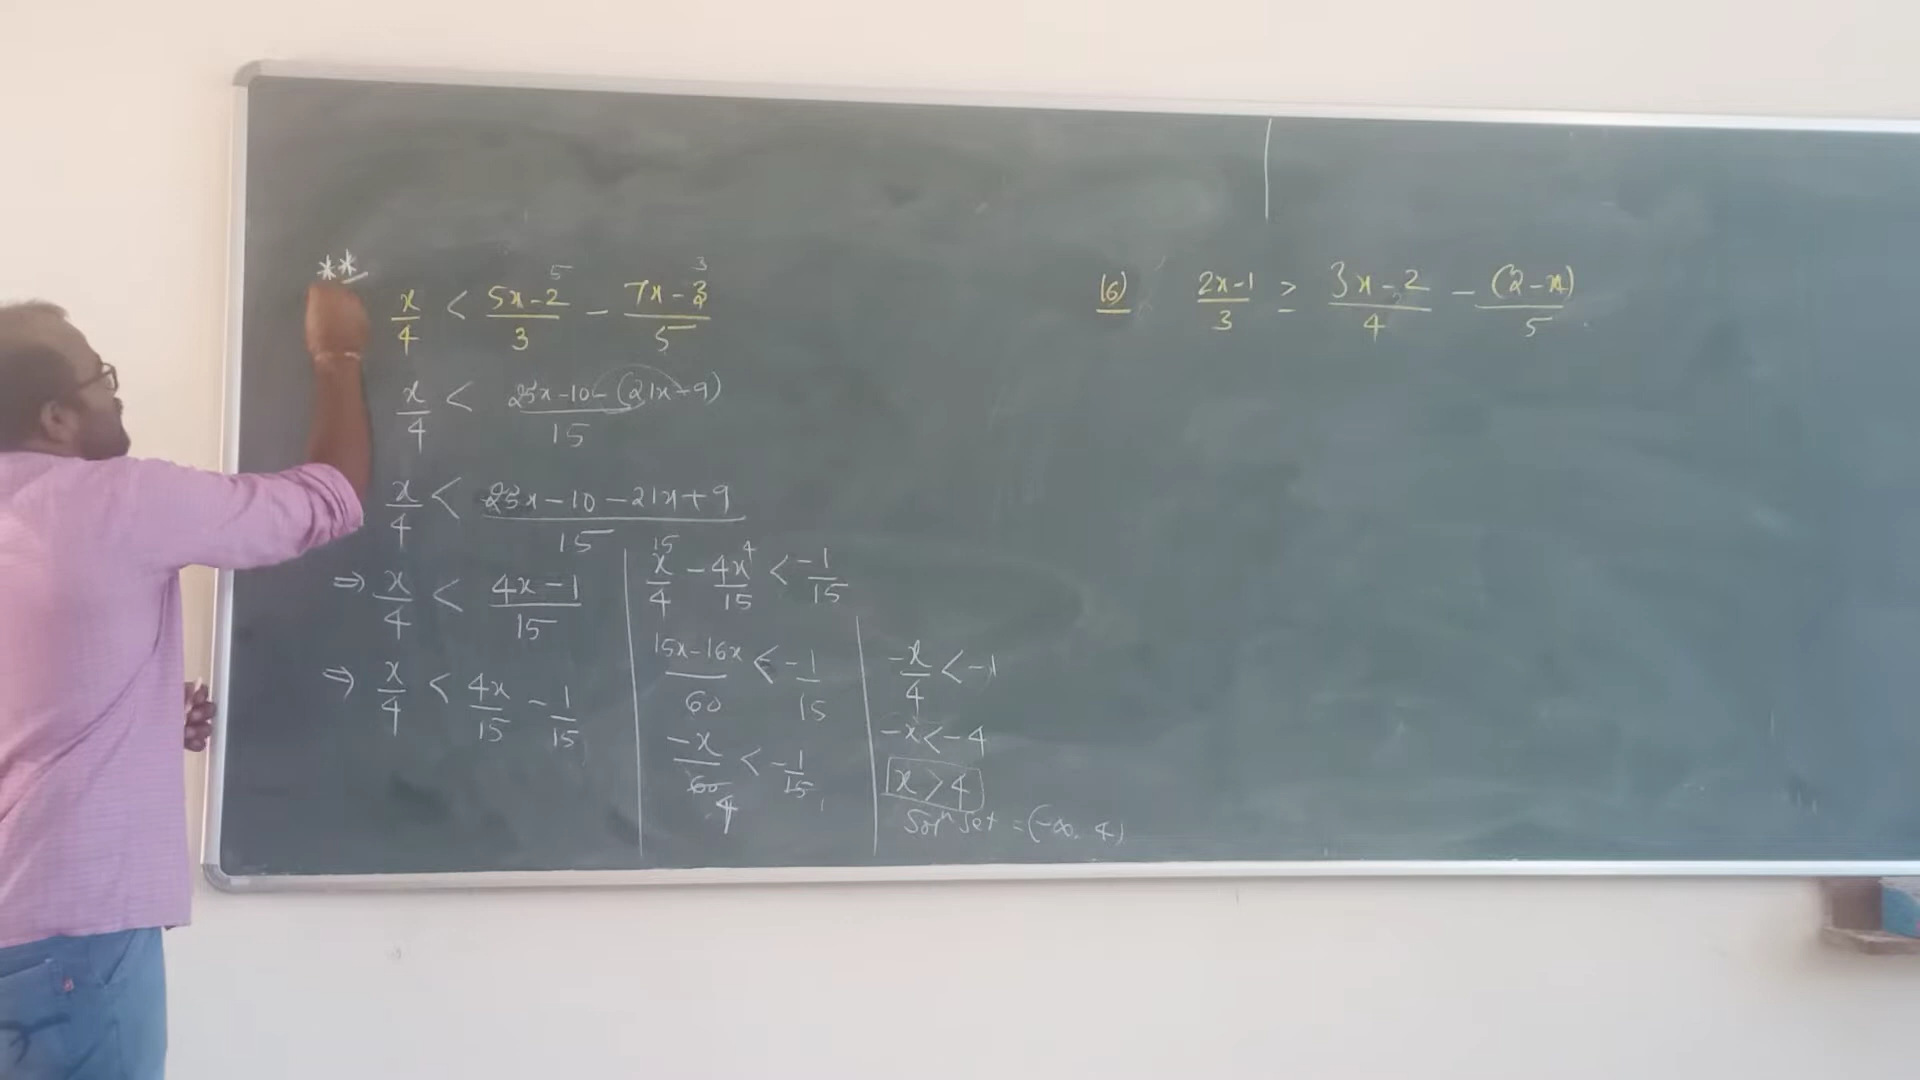 **
x/4 < (5x-2)/3 - (7x-3)/5
x/4 < (25x-10-(21x-9))/15
x/4 < (25x-10-21x+9)/15
⇒ x/4 < (4x-1)/15
⇒ x/4 < 4x/15 - 1/15
x/4 - 4x/15 < -1/15
(15x-16x)/60 < -1/15
-x/60 < -1/15
4
-x/4 < -1
-x < -4
x > 4
Solⁿ Set = (-∞, 4)
(6) (2x-1)/3 ≥ (3x-2)/4 - (2-x)/5